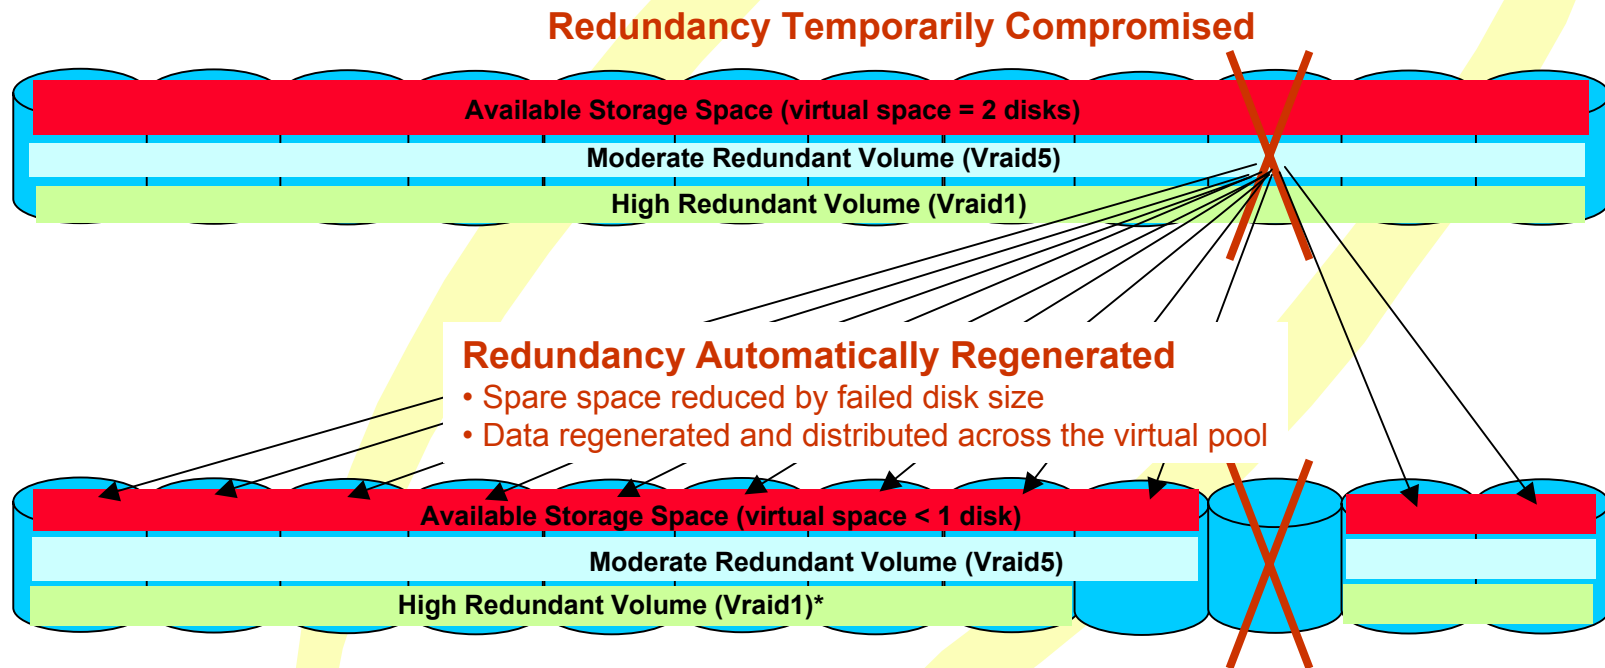 Redundancy Temporarily Compromised
Available Storage Space (virtual space = 2 disks)
Moderate Redundant Volume (Vraid5)
High Redundant Volume (Vraid1)
Redundancy Automatically Regenerated
• Spare space reduced by failed disk size
• Data regenerated and distributed across the virtual pool
Available Storage Space (virtual space < 1 disk)
Moderate Redundant Volume (Vraid5)
High Redundant Volume (Vraid1)*